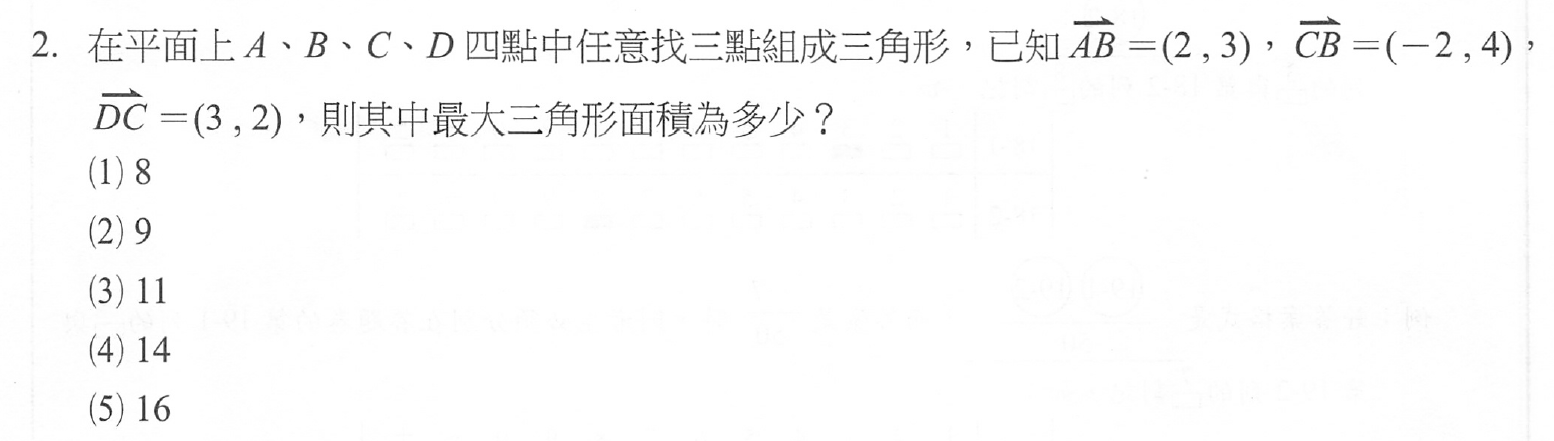 2. 在平面上 A、B、C、D 四點中任意找三點組成三角形，已知 $\overrightarrow{AB}$＝(2 , 3)，$\overrightarrow{CB}$＝(－2 , 4)，
$\overrightarrow{DC}$＝(3 , 2)，則其中最大三角形面積為多少？
(1) 8
(2) 9
(3) 11
(4) 14
(5) 16